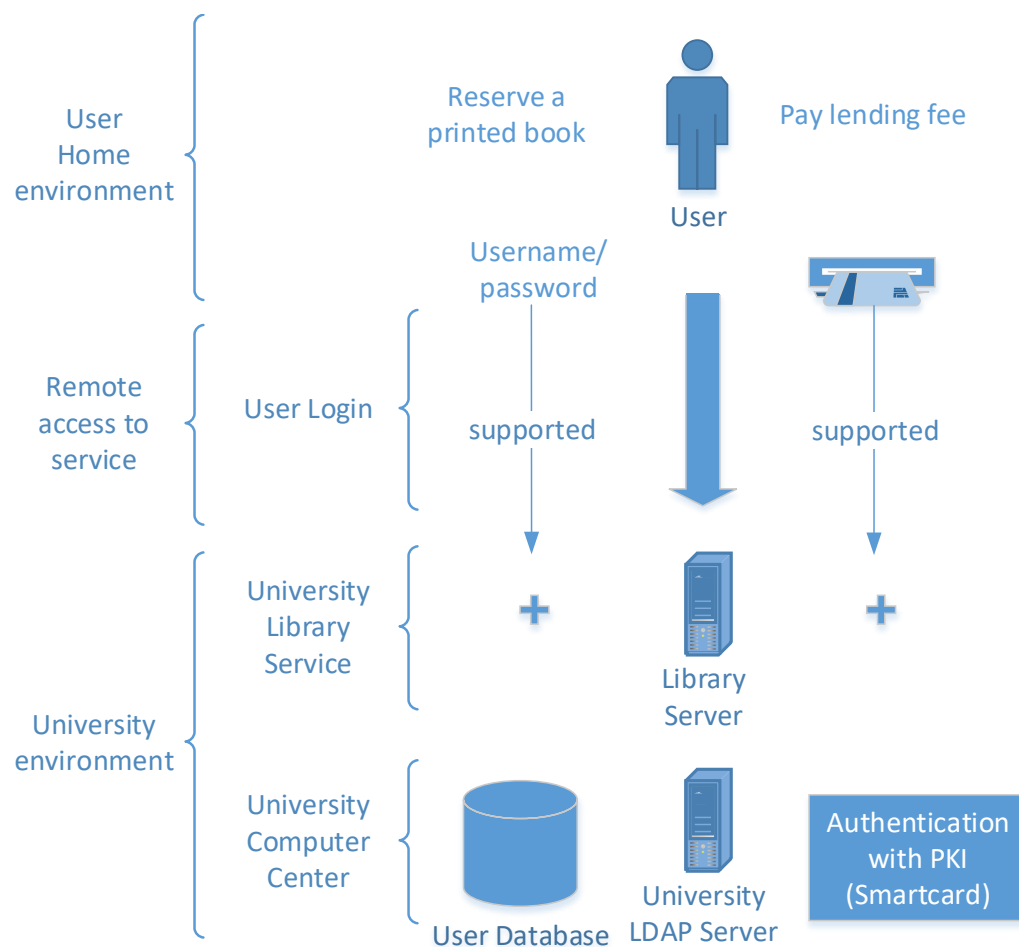 User
Home
environment
Reserve a
printed book
Pay lending fee
User
Username/
password
Remote
access to
service
User Login
supported
supported
University
environment
University
Library
Service
Library
Server
University
Computer
Center
User Database
University
LDAP Server
Authentication
with PKI
(Smartcard)